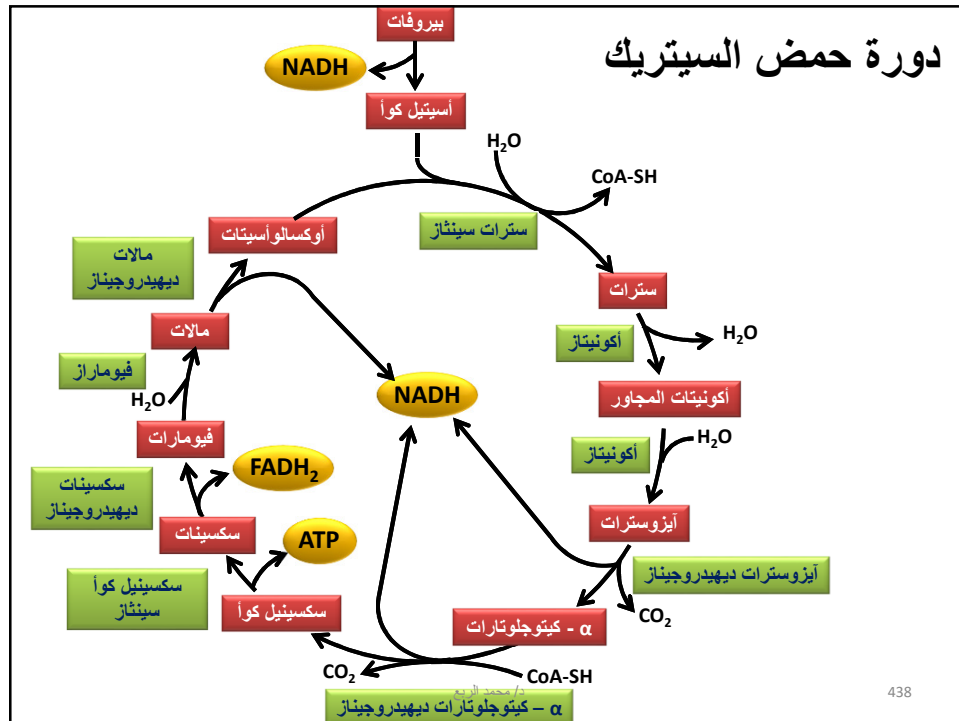 دورة حمض السيتريك
بيروفات
NADH
أسيتيل كوأ
H₂O
CoA-SH
سترات سينثاز
أوكسالوأسيتات
مالات
ديهيدروجيناز
سترات
أكونيتاز
H₂O
مالات
فيوماراز
H₂O
NADH
أكونيتات المجاور
أكونيتاز
H₂O
فيومارات
FADH₂
سكسينات
ديهيدروجيناز
آيزوسترات
سكسينات
ATP
آيزوسترات ديهيدروجيناز
CO₂
سكسينيل كوأ
سينثاز
سكسينيل كوأ
α - كيتوجلوتارات
CO₂
CoA-SH
د/ محمد الربع
α – كيتوجلوتارات ديهيدروجيناز
438